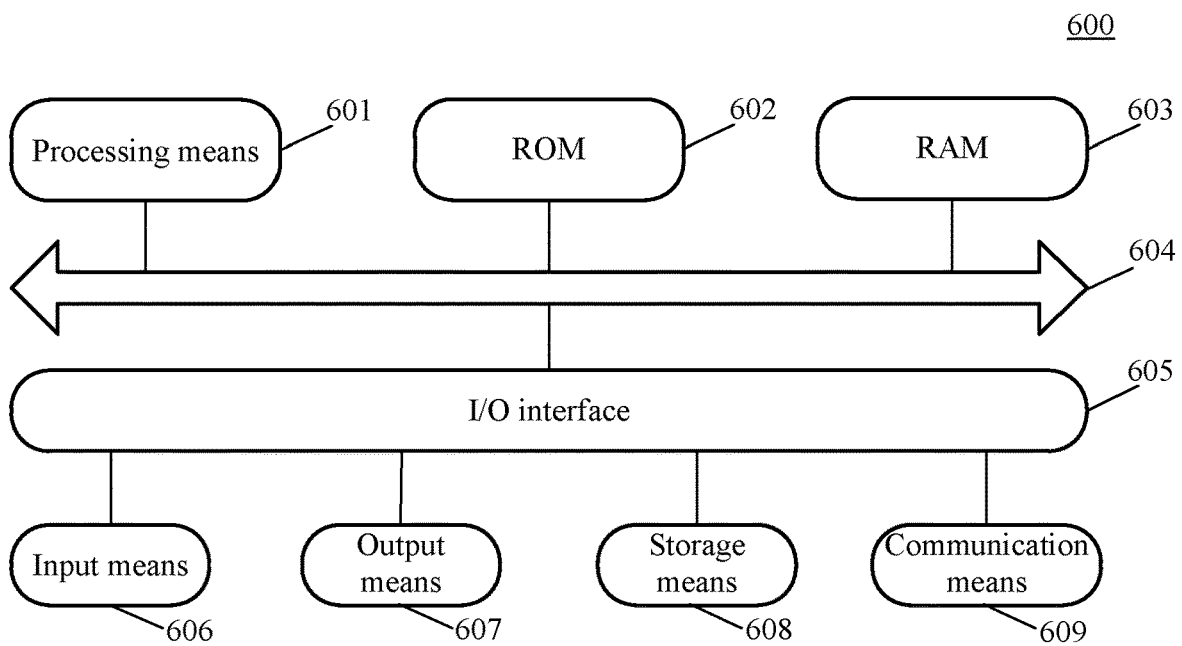 600
601
602
603
Processing means
ROM
RAM
604
605
I/O interface
Input means
Output
means
Storage
means
Communication
means
606
607
608
609